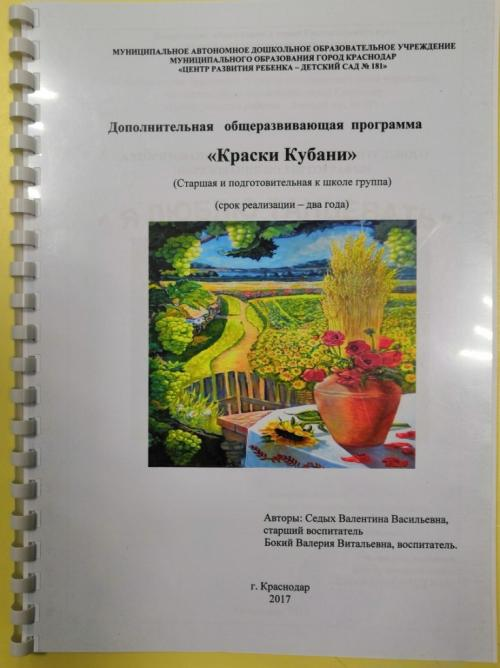 МУНИЦИПАЛЬНОЕ АВТОНОМНОЕ ДОШКОЛЬНОЕ ОБРАЗОВАТЕЛЬНОЕ УЧРЕЖДЕНИЕ
МУНИЦИПАЛЬНОГО ОБРАЗОВАНИЯ ГОРОД КРАСНОДАР
«ЦЕНТР РАЗВИТИЯ РЕБЕНКА – ДЕТСКИЙ САД № 181»
Дополнительная общеразвивающая программа
«Краски Кубани»
(Старшая и подготовительная к школе группа)
(срок реализации – два года)
Авторы: Седых Валентина Васильевна,
старший воспитатель
Бокий Валерия Витальевна, воспитатель.
г. Краснодар
2017